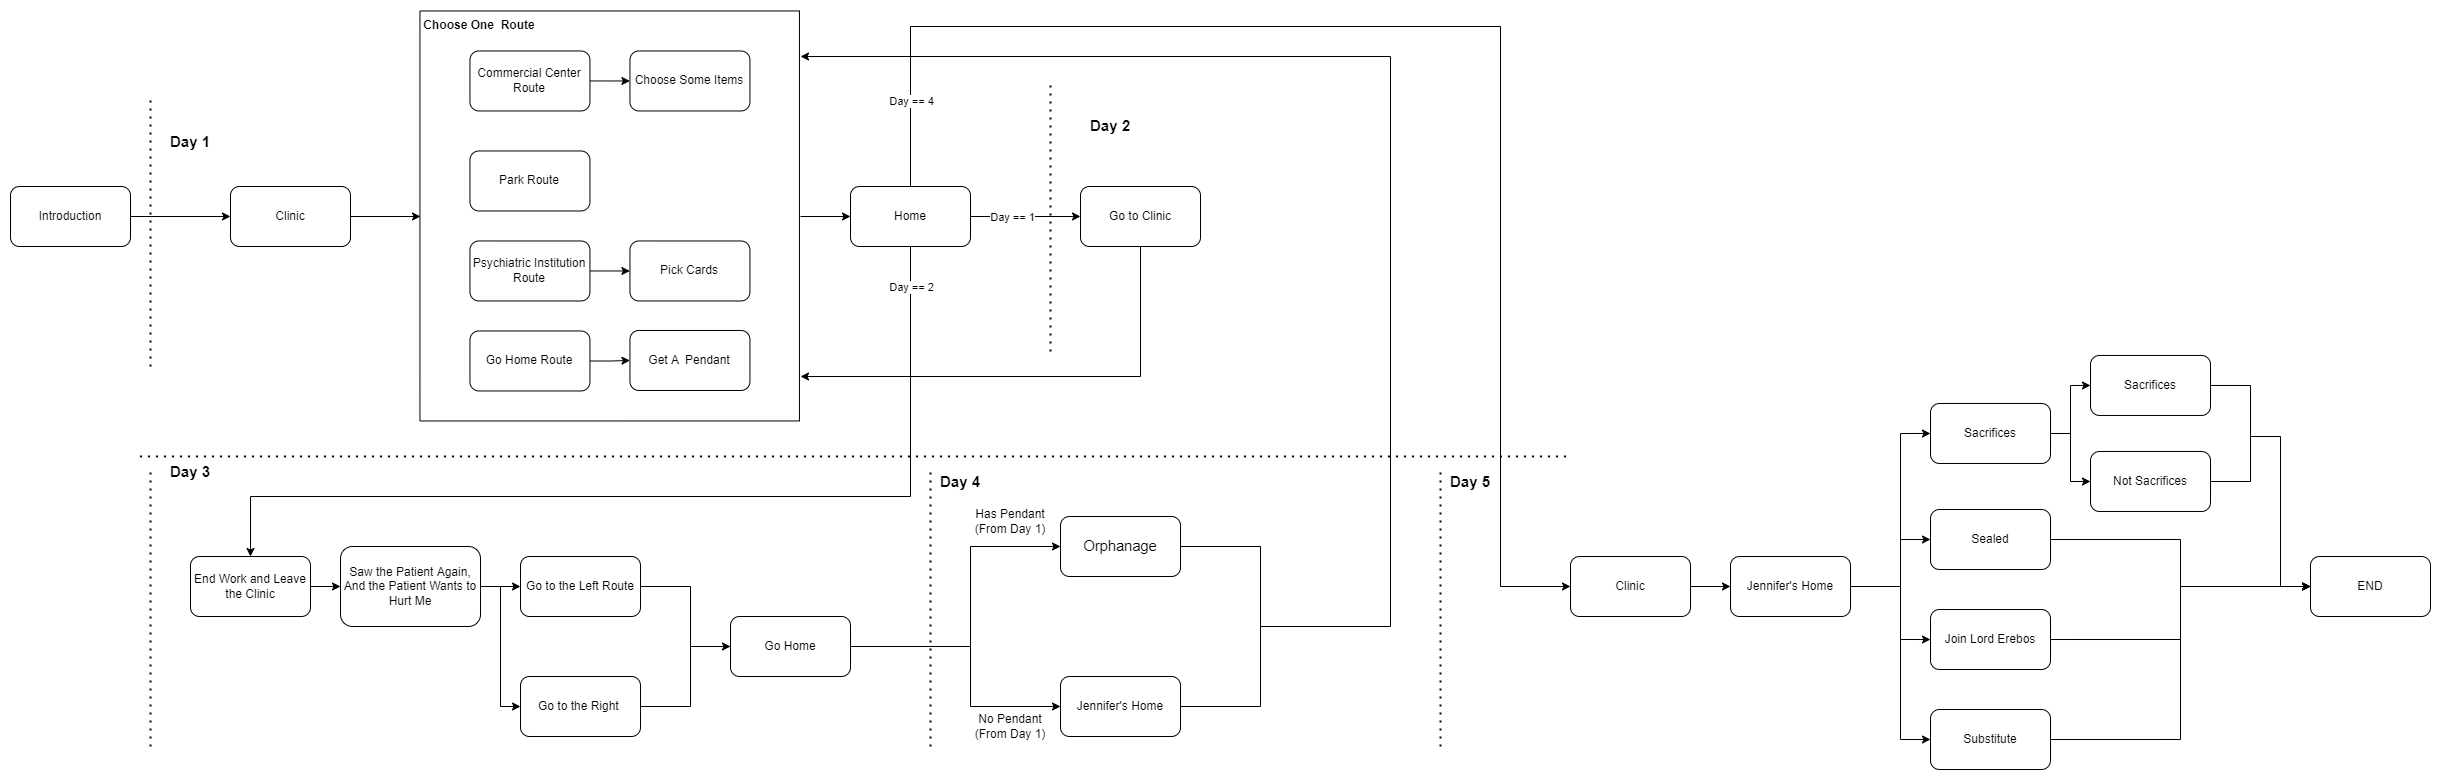 Choose One  Route
Commercial Center
Route
Choose Some Items
Day == 4
Day 1
Day 2
Park Route
Introduction
Clinic
Home
Day == 1
Go to Clinic
Psychiatric Institution
Route
Pick Cards
Day == 2
Go Home Route
Get A  Pendant
Day 3
Day 4
Day 5
Has Pendant
(From Day 1)
Orphanage
End Work and Leave
the Clinic
Saw the Patient Again,
And the Patient Wants to
Hurt Me
Go to the Left Route
Go Home
Go to the Right
Jennifer's Home
No Pendant
(From Day 1)
Clinic
Jennifer's Home
Sacrifices
Sacrifices
Not Sacrifices
Sealed
Join Lord Erebos
Substitute
END